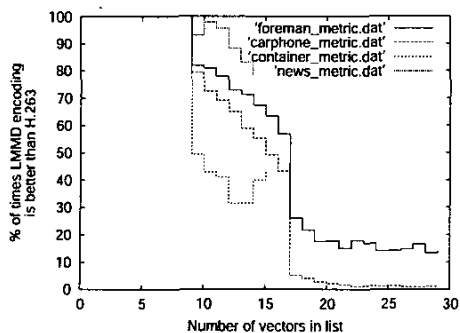 % of times LMMD encoding
is better than H.263
100
90
80
70
60
50
40
30
20
10
0
'foreman_metric.dat'
'carphone_metric.dat'
'container_metric.dat'
'news_metric.dat'
0 5 10 15 20 25 30
Number of vectors in list